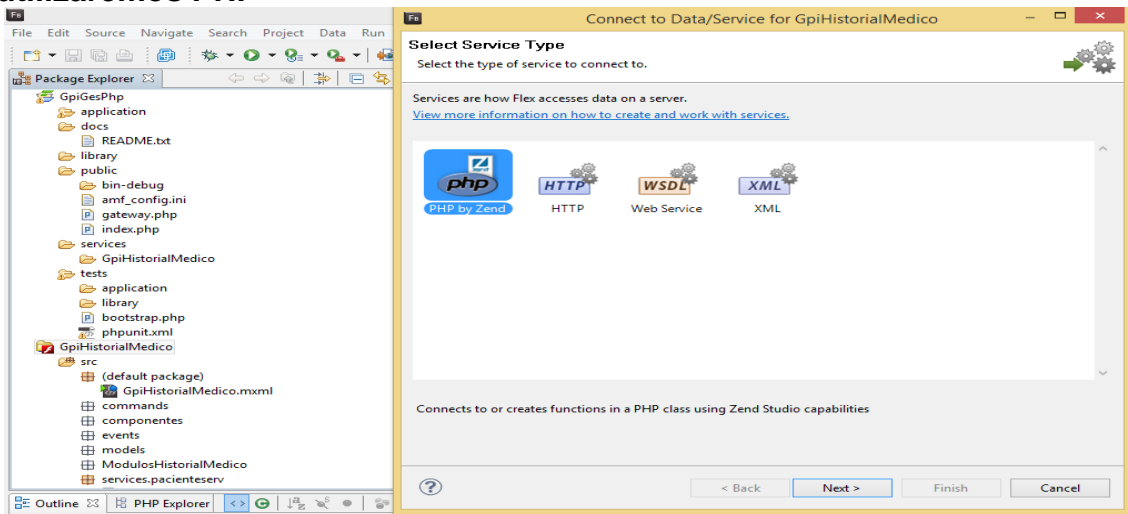 Fb
File Edit Source Navigate Search Project Data Run
Package Explorer
GpiGesPhp
application
docs
README.txt
library
public
bin-debug
amf_config.ini
gateway.php
index.php
services
GpiHistorialMedico
tests
application
library
bootstrap.php
phpunit.xml
GpiHistorialMedico
src
(default package)
GpiHistorialMedico.mxml
commands
componentes
events
models
ModulosHistorialMedico
services.pacienteserv
Outline PHP Explorer
Fb Connect to Data/Service for GpiHistorialMedico
Select Service Type
Select the type of service to connect to.
Services are how Flex accesses data on a server.
View more information on how to create and work with services.
php HTTP WSDL XML
PHP by Zend HTTP Web Service XML
Connects to or creates functions in a PHP class using Zend Studio capabilities
? < Back Next > Finish Cancel